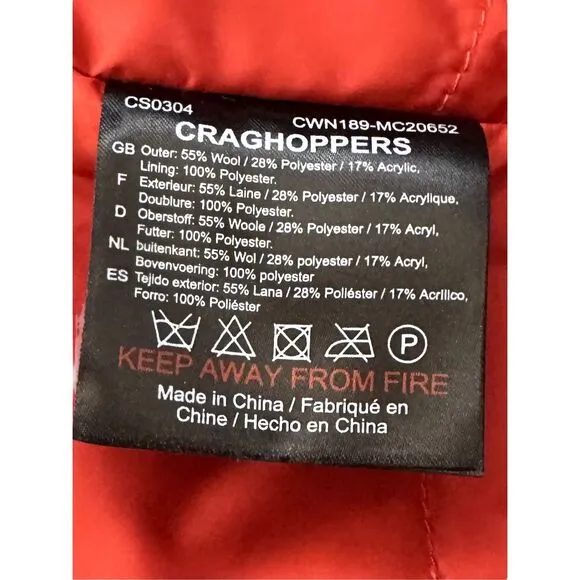 CS0304 CWN189-MC20652
CRAGHOPPERS
GB Outer: 55% Wool / 28% Polyester / 17% Acrylic,
Lining: 100% Polyester.
F Exterieur: 55% Laine / 28% Polyester / 17% Acrylique,
Doublure: 100% Polyester.
D Oberstoff: 55% Woole / 28% Polyester / 17% Acryl,
Futter: 100% Polyester.
NL buitenkant: 55% Wol / 28% polyester / 17% Acryl,
Bovenvoering: 100% polyester
ES Tejido exterior: 55% Lana / 28% Poliéster / 17% Acrílico,
Forro: 100% Poliéster
P
KEEP AWAY FROM FIRE
Made in China / Fabriqué en
Chine / Hecho en China